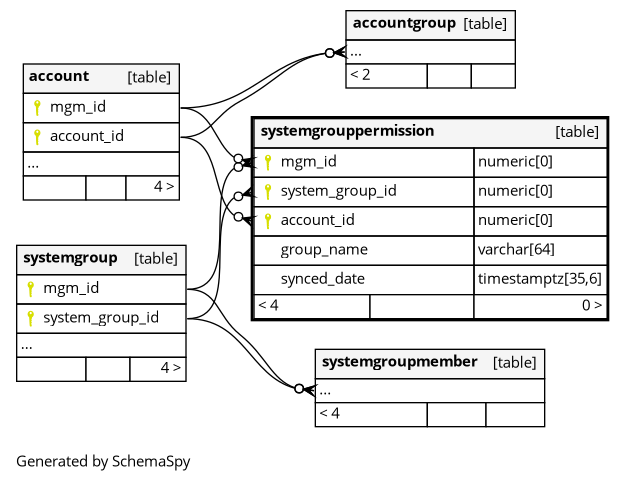 accountgroup [table]
...
< 2
account [table]
mgm_id
account_id
...
4 >
systemgrouppermission [table]
mgm_id numeric[0]
system_group_id numeric[0]
account_id numeric[0]
group_name varchar[64]
synced_date timestamptz[35,6]
< 4 0 >
systemgroup [table]
mgm_id
system_group_id
...
4 >
systemgroupmember [table]
...
< 4
Generated by SchemaSpy